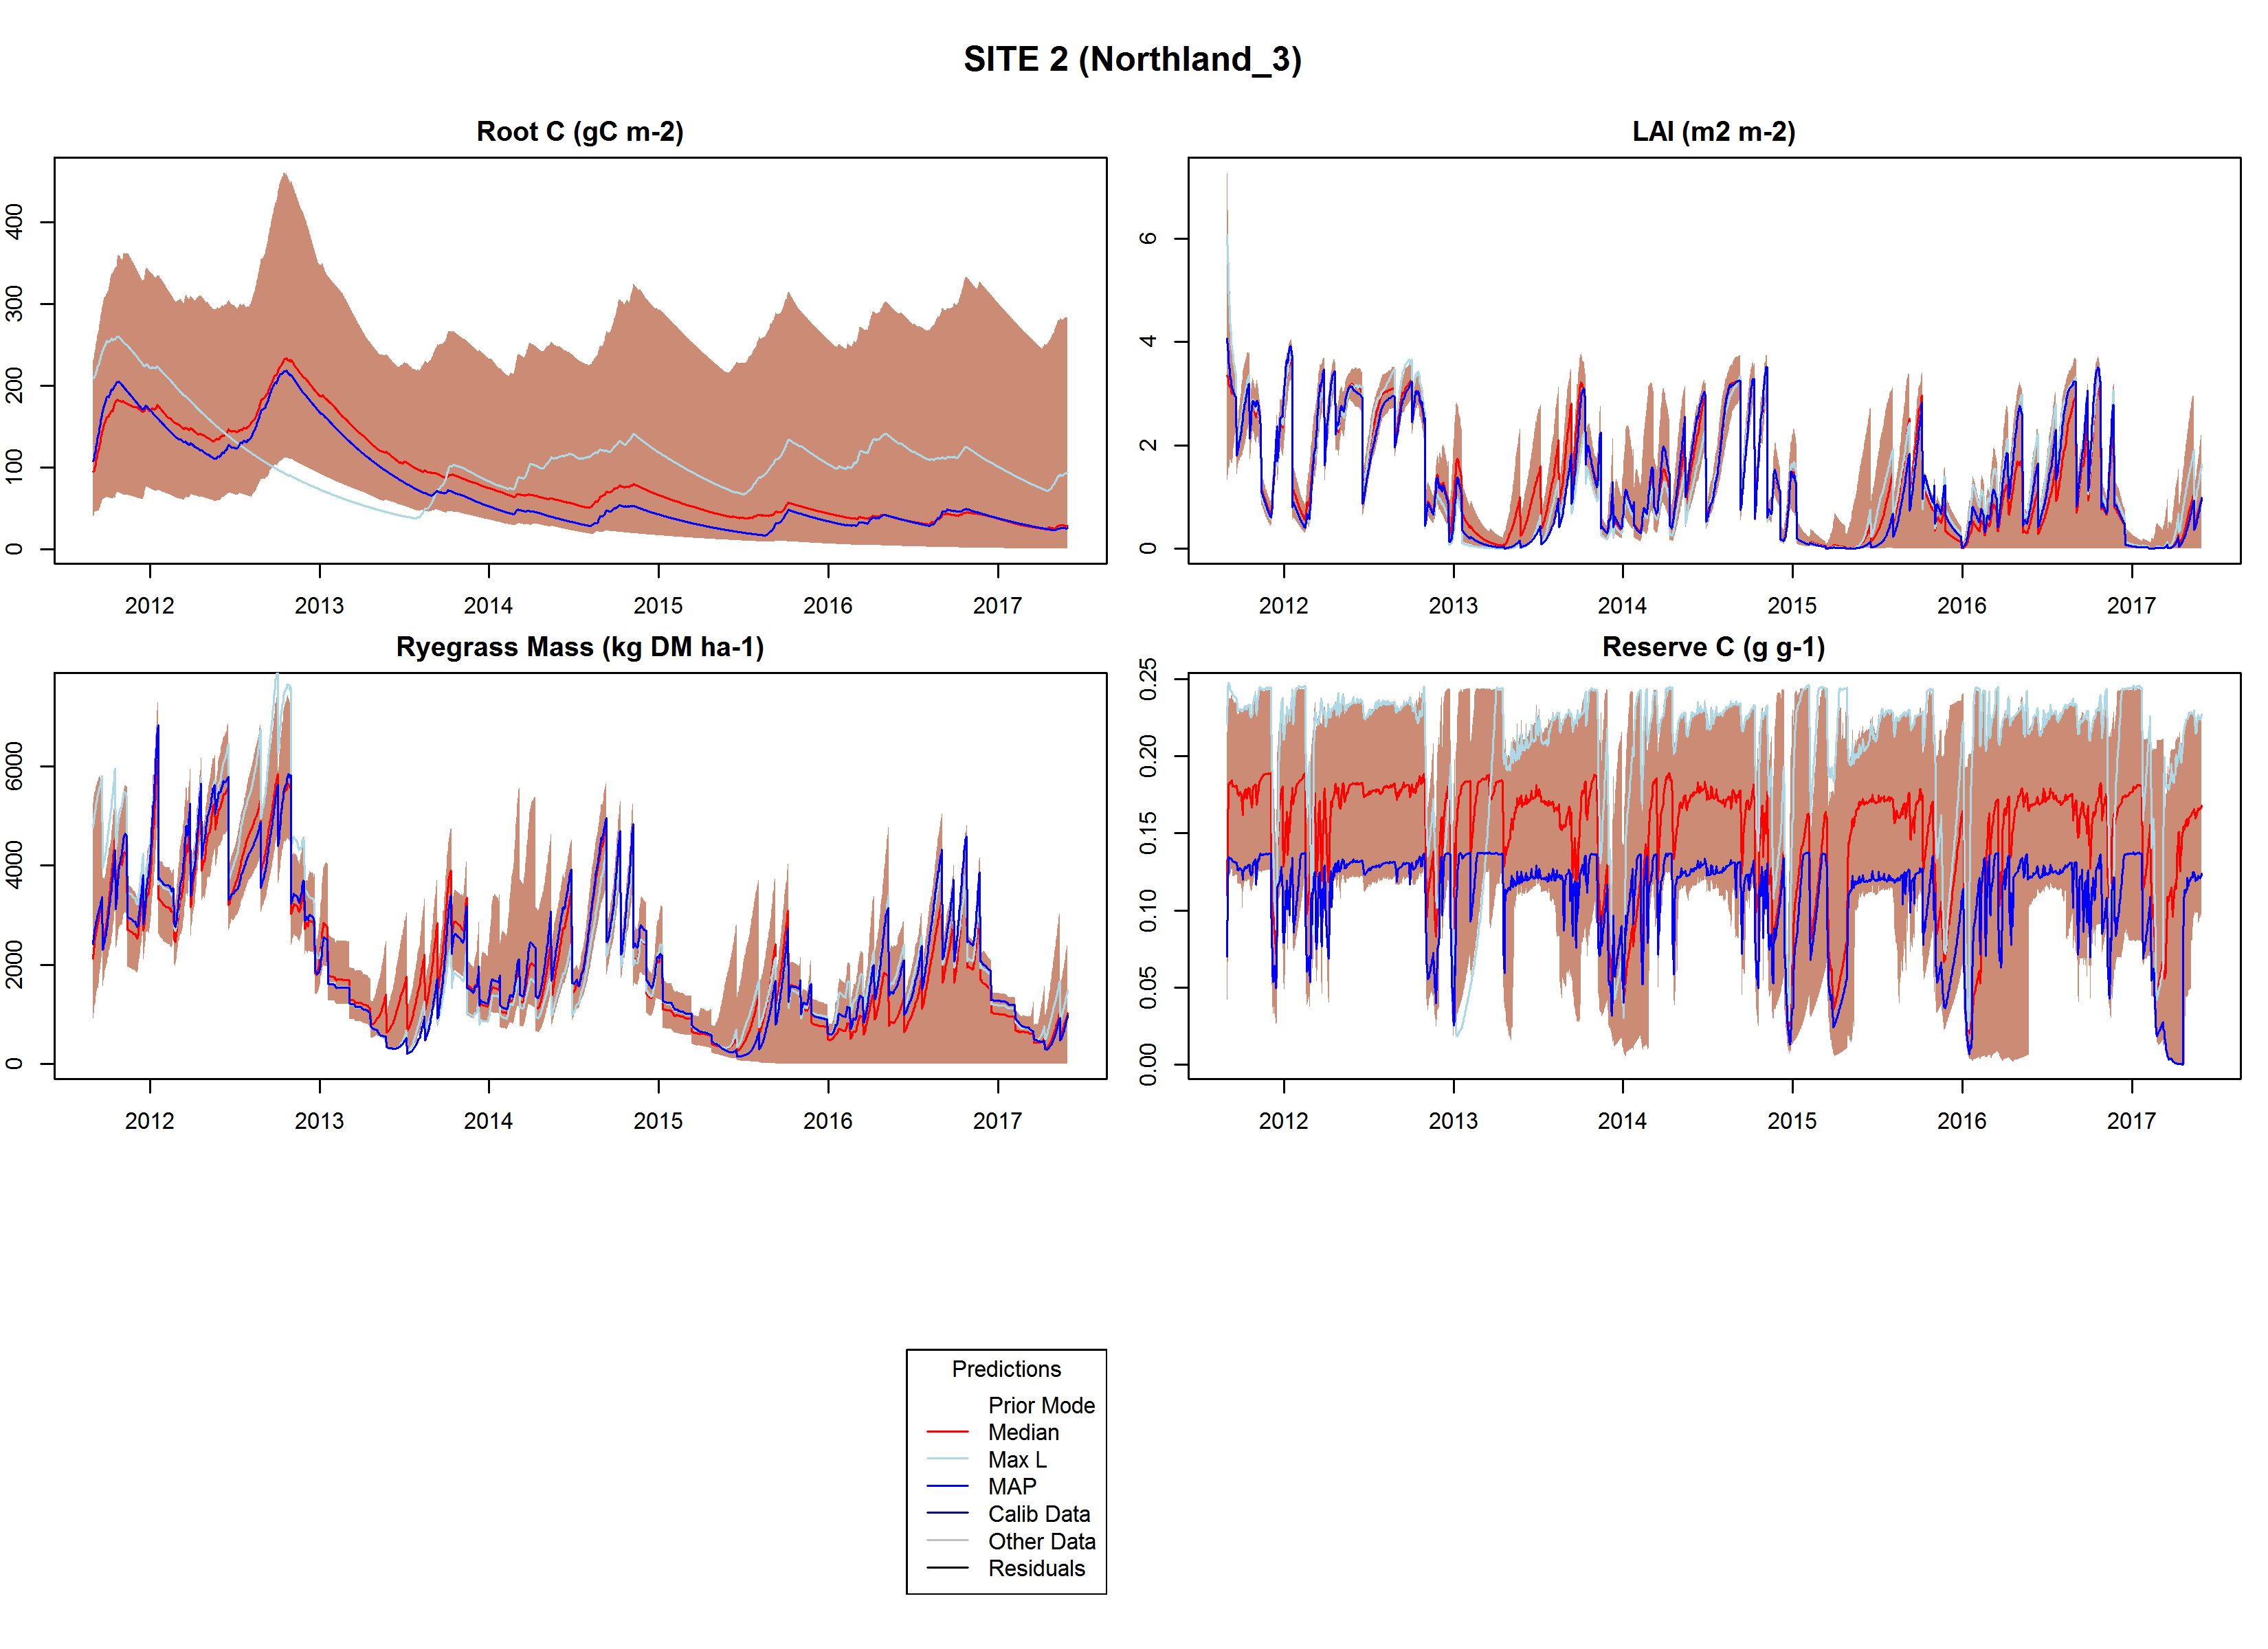 SITE 2 (Northland_3)
Root C (gC m-2)
0 100 200 300 400
2012 2013 2014 2015 2016 2017
LAI (m2 m-2)
0 2 4 6
2012 2013 2014 2015 2016 2017
Ryegrass Mass (kg DM ha-1)
0 2000 4000 6000
2012 2013 2014 2015 2016 2017
Reserve C (g g-1)
0.00 0.05 0.10 0.15 0.20 0.25
2012 2013 2014 2015 2016 2017
Predictions
Prior Mode
Median
Max L
MAP
Calib Data
Other Data
Residuals